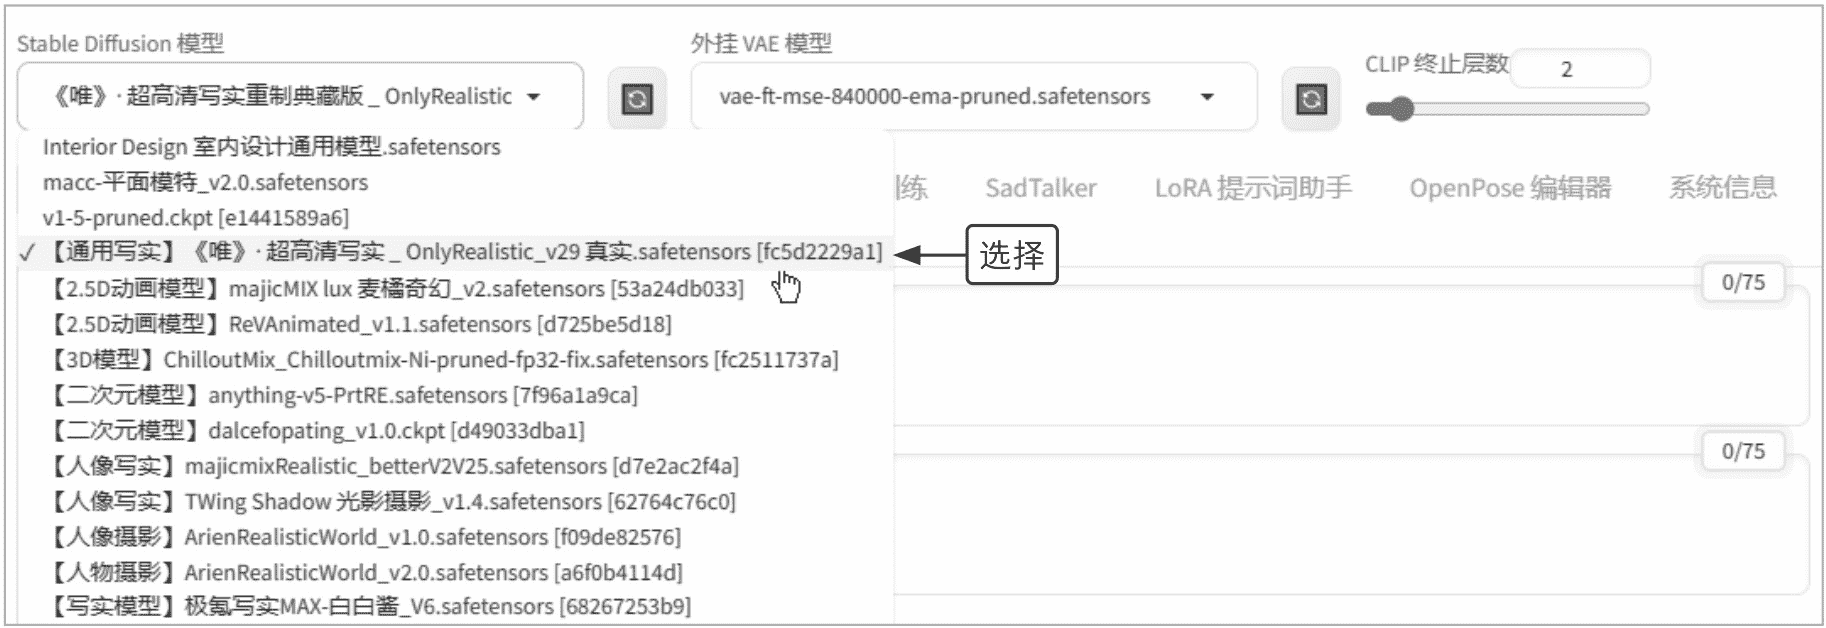 Stable Diffusion 模型
外挂 VAE 模型
CLIP 终止层数
2
《唯》·超高清写实重制典藏版 _ OnlyRealistic
vae-ft-mse-840000-ema-pruned.safetensors
Interior Design 室内设计通用模型.safetensors
macc-平面模特_v2.0.safetensors
练
SadTalker
LoRA 提示词助手
OpenPose 编辑器
系统信息
v1-5-pruned.ckpt [e1441589a6]
✓ 【通用写实】《唯》·超高清写实 _ OnlyRealistic_v29 真实.safetensors [fc5d2229a1]
选择
【2.5D动画模型】majicMIX lux 麦橘奇幻_v2.safetensors [53a24db033]
0/75
【2.5D动画模型】ReVAnimated_v1.1.safetensors [d725be5d18]
【3D模型】ChilloutMix_Chilloutmix-Ni-pruned-fp32-fix.safetensors [fc2511737a]
【二次元模型】anything-v5-PrtRE.safetensors [7f96a1a9ca]
【二次元模型】dalcefopating_v1.0.ckpt [d49033dba1]
0/75
【人像写实】majicmixRealistic_betterV2V25.safetensors [d7e2ac2f4a]
【人像写实】TWing Shadow 光影摄影_v1.4.safetensors [62764c76c0]
【人像摄影】ArienRealisticWorld_v1.0.safetensors [f09de82576]
【人物摄影】ArienRealisticWorld_v2.0.safetensors [a6f0b4114d]
【写实模型】极氪写实MAX-白白酱_V6.safetensors [68267253b9]